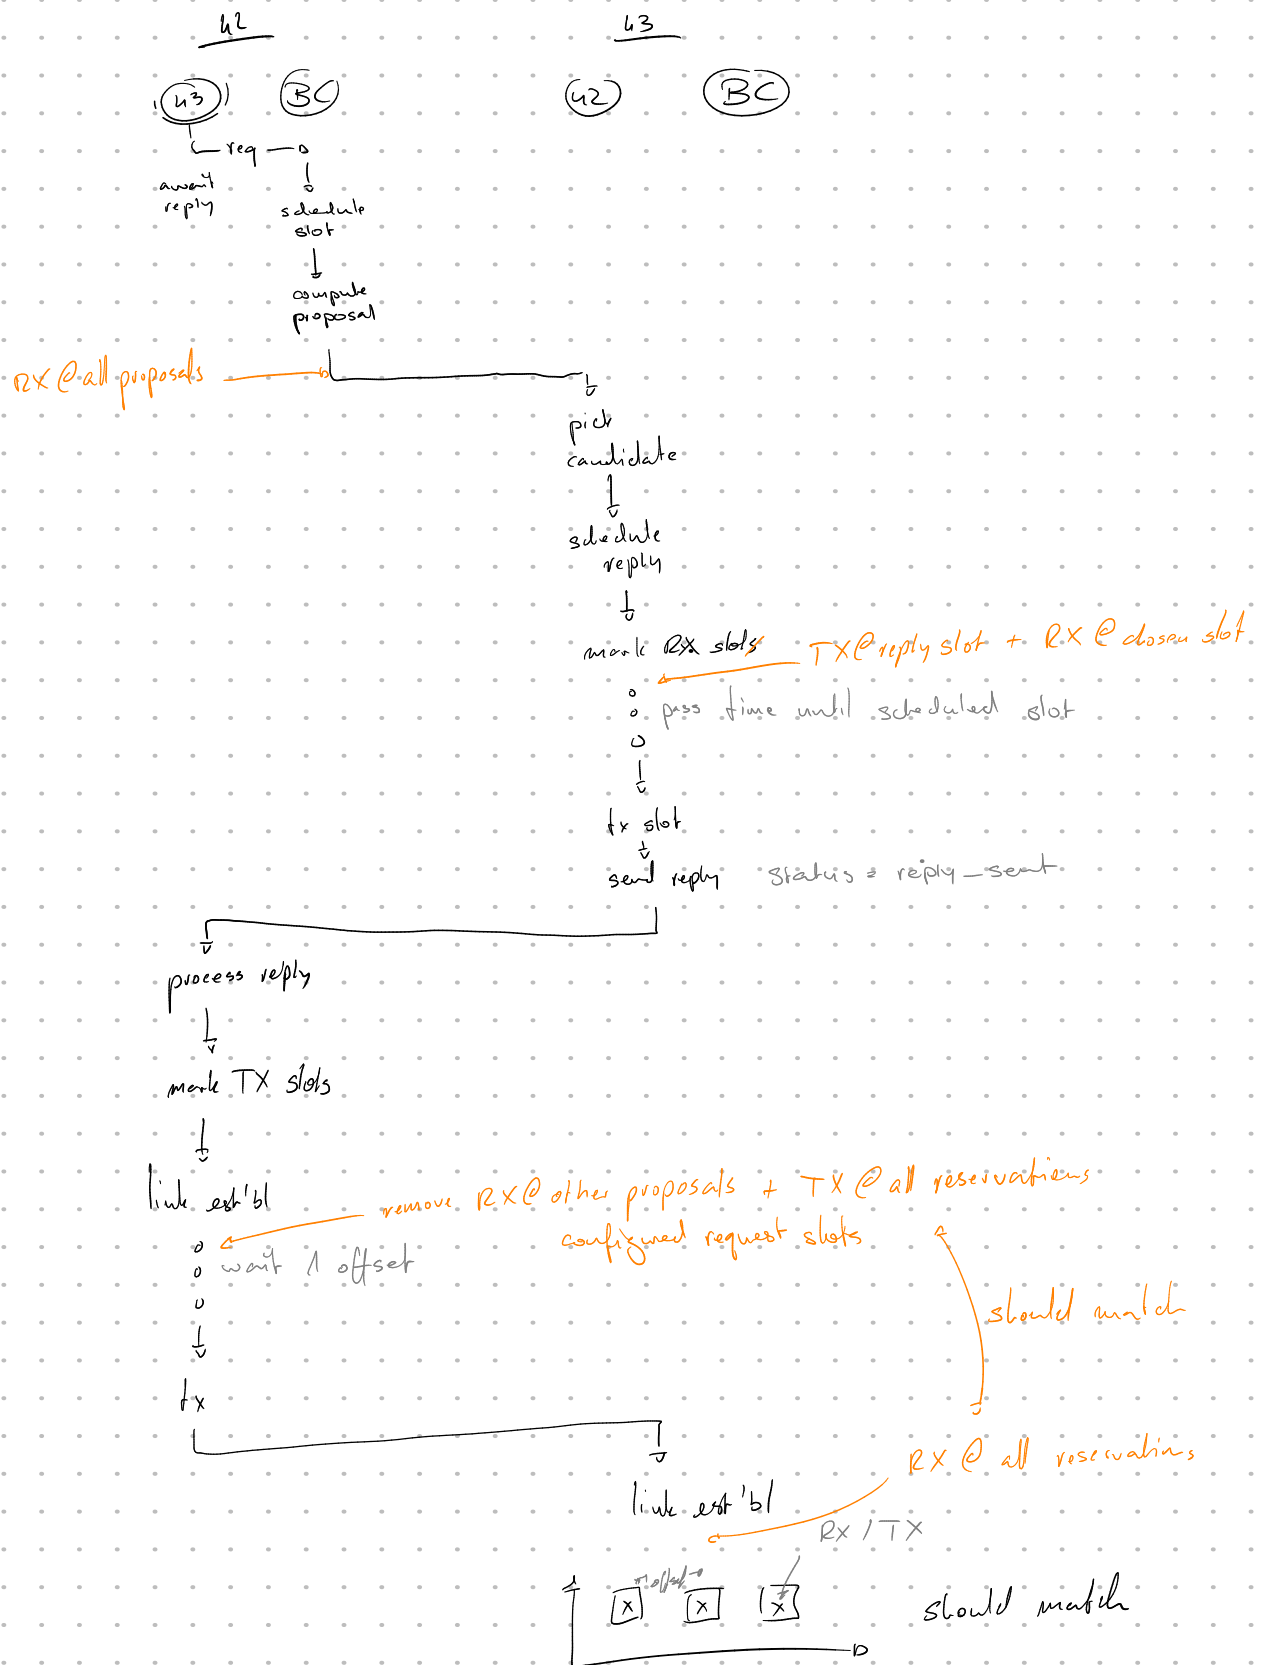 42
43
43
BC
42
BC
req
await
reply
schedule
slot
compute
proposal
RX @ all proposals
pick
candidate
schedule
reply
mark RX slots
TX @ reply slot + RX @ chosen slot
pass time until scheduled slot
tx slot
send reply
status = reply_sent
process reply
mark TX slots
link est'bl
remove RX @ other proposals + TX @ all reservations
configured request slots
wait 1 offset
should match
tx
RX @ all reservations
link est'bl
RX / TX
offset
X
X
X
should match